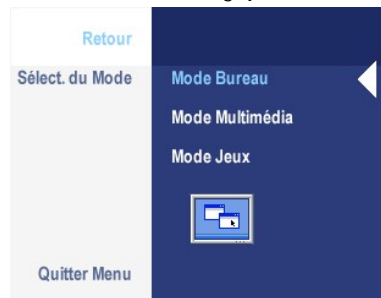 Retour
Sélect. du Mode
Mode Bureau
Mode Multimédia
Mode Jeux
Quitter Menu